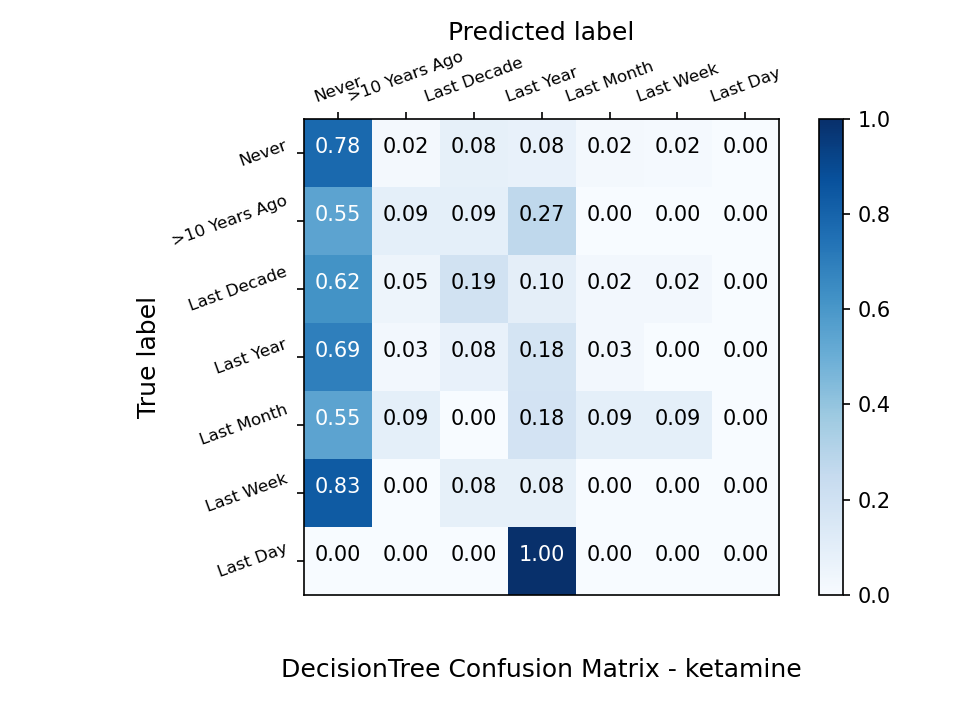 Predicted label
Never >10 Years Ago Last Decade Last Year Last Month Last Week Last Day
Never 0.78 0.02 0.08 0.08 0.02 0.02 0.00
>10 Years Ago 0.55 0.09 0.09 0.27 0.00 0.00 0.00
Last Decade 0.62 0.05 0.19 0.10 0.02 0.02 0.00
Last Year 0.69 0.03 0.08 0.18 0.03 0.00 0.00
Last Month 0.55 0.09 0.00 0.18 0.09 0.09 0.00
Last Week 0.83 0.00 0.08 0.08 0.00 0.00 0.00
Last Day 0.00 0.00 0.00 1.00 0.00 0.00 0.00
True label
1.0
0.8
0.6
0.4
0.2
0.0
DecisionTree Confusion Matrix - ketamine